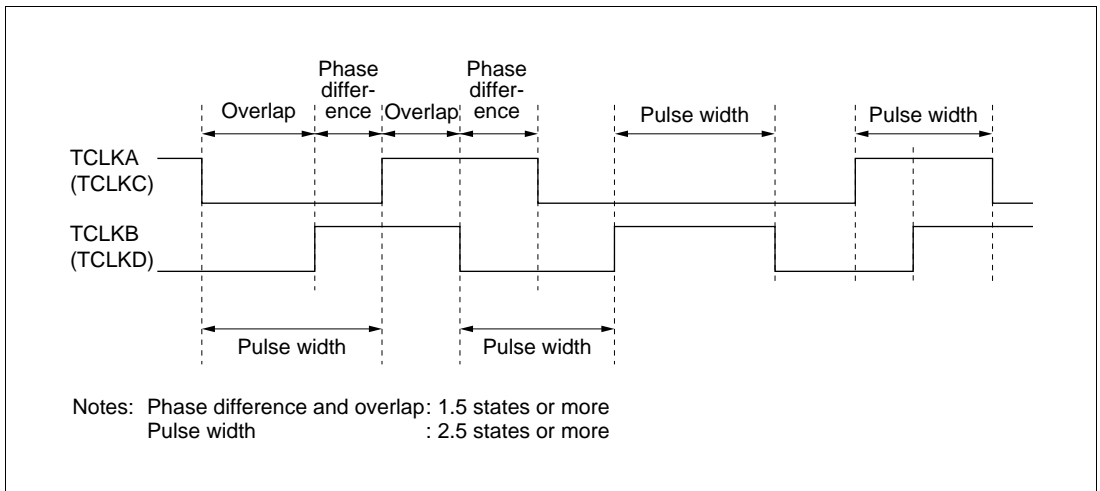 Phase
differ-
ence
Phase
differ-
ence
Overlap
Overlap
Pulse width
Pulse width
TCLKA
(TCLKC)
TCLKB
(TCLKD)
Pulse width
Pulse width
Notes: Phase difference and overlap: 1.5 states or more
Pulse width : 2.5 states or more